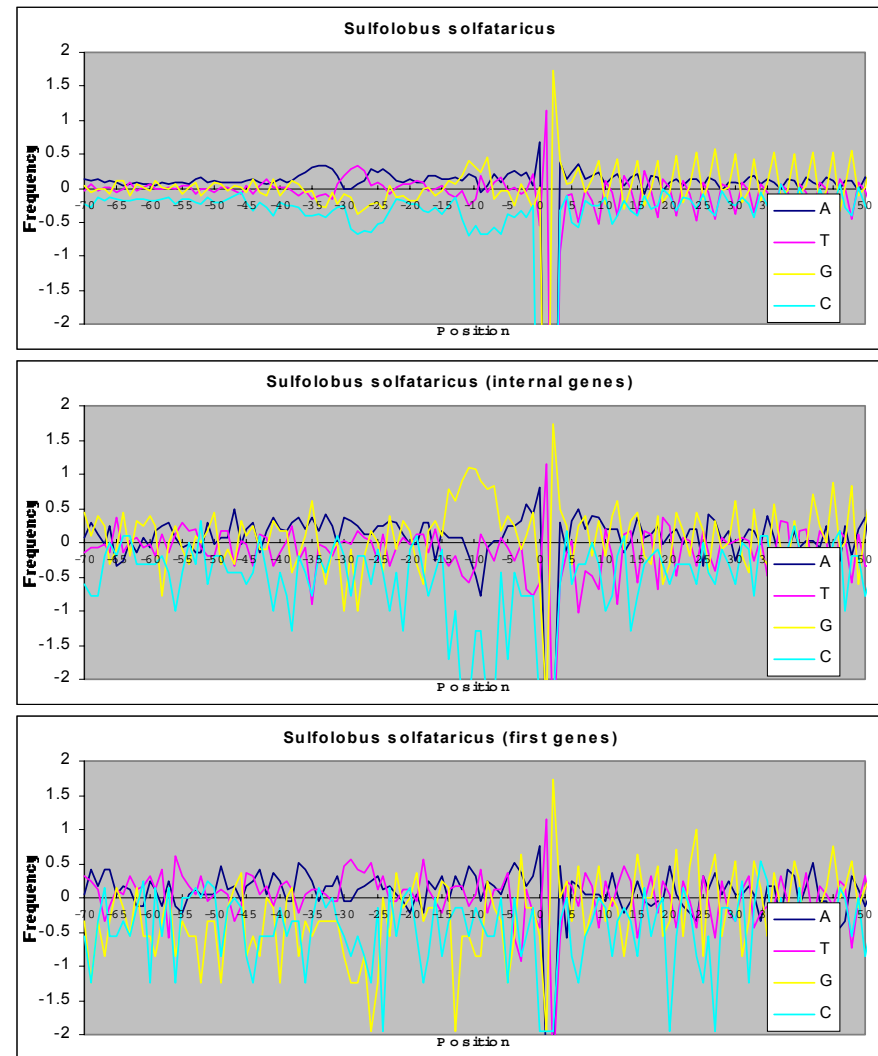 Sulfolobus solfataricus
2
1.5
1
0.5
0
-0.5
-1
-1.5
-2
Frequency
-70 -65 -60 -55 -50 -45 -40 -35 -30 -25 -20 -15 -10 -5 0 5 10 15 20 25 30 3 50
A
T
G
C
Position
Sulfolobus solfataricus (internal genes)
2
1.5
1
0.5
0
-0.5
-1
-1.5
-2
Frequency
-70 -65 -60 -55 -50 -45 -40 -35 -30 -25 -20 -15 -10 -5 0 5 10 15 20 25 30 3 50
A
T
G
C
Position
Sulfolobus solfataricus (first genes)
2
1.5
1
0.5
0
-0.5
-1
-1.5
-2
Frequency
-70 -65 -60 -55 -50 -45 -40 -35 -30 -25 -20 -15 -10 -5 0 5 10 15 20 25 30 3 50
A
T
G
C
Position